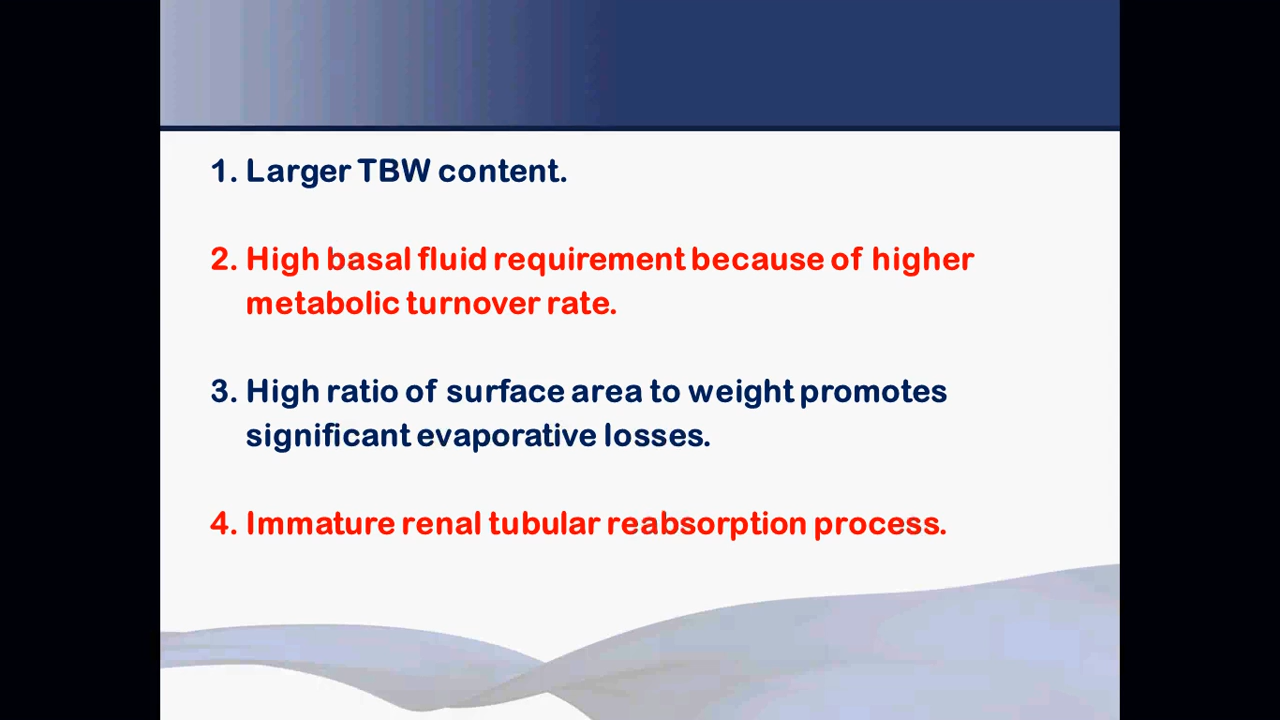 1. Larger TBW content.
2. High basal fluid requirement because of higher
metabolic turnover rate.
3. High ratio of surface area to weight promotes
significant evaporative losses.
4. Immature renal tubular reabsorption process.